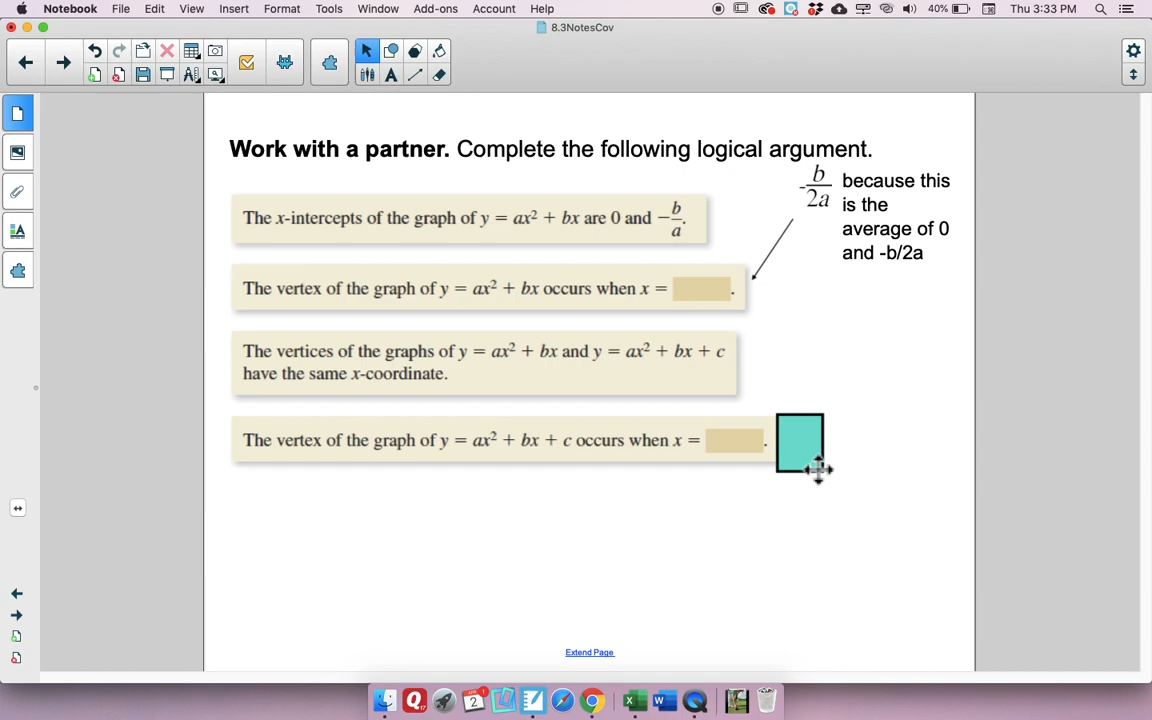 Notebook File Edit View Insert Format Tools Window Add-ons Account Help 40% Thu 3:33 PM
8.3NotesCov
Work with a partner. Complete the following logical argument.
The x-intercepts of the graph of y = ax² + bx are 0 and −b/a.
-b/2a because this
is the
average of 0
and -b/2a
The vertex of the graph of y = ax² + bx occurs when x = .
The vertices of the graphs of y = ax² + bx and y = ax² + bx + c
have the same x-coordinate.
The vertex of the graph of y = ax² + bx + c occurs when x = .
Extend Page